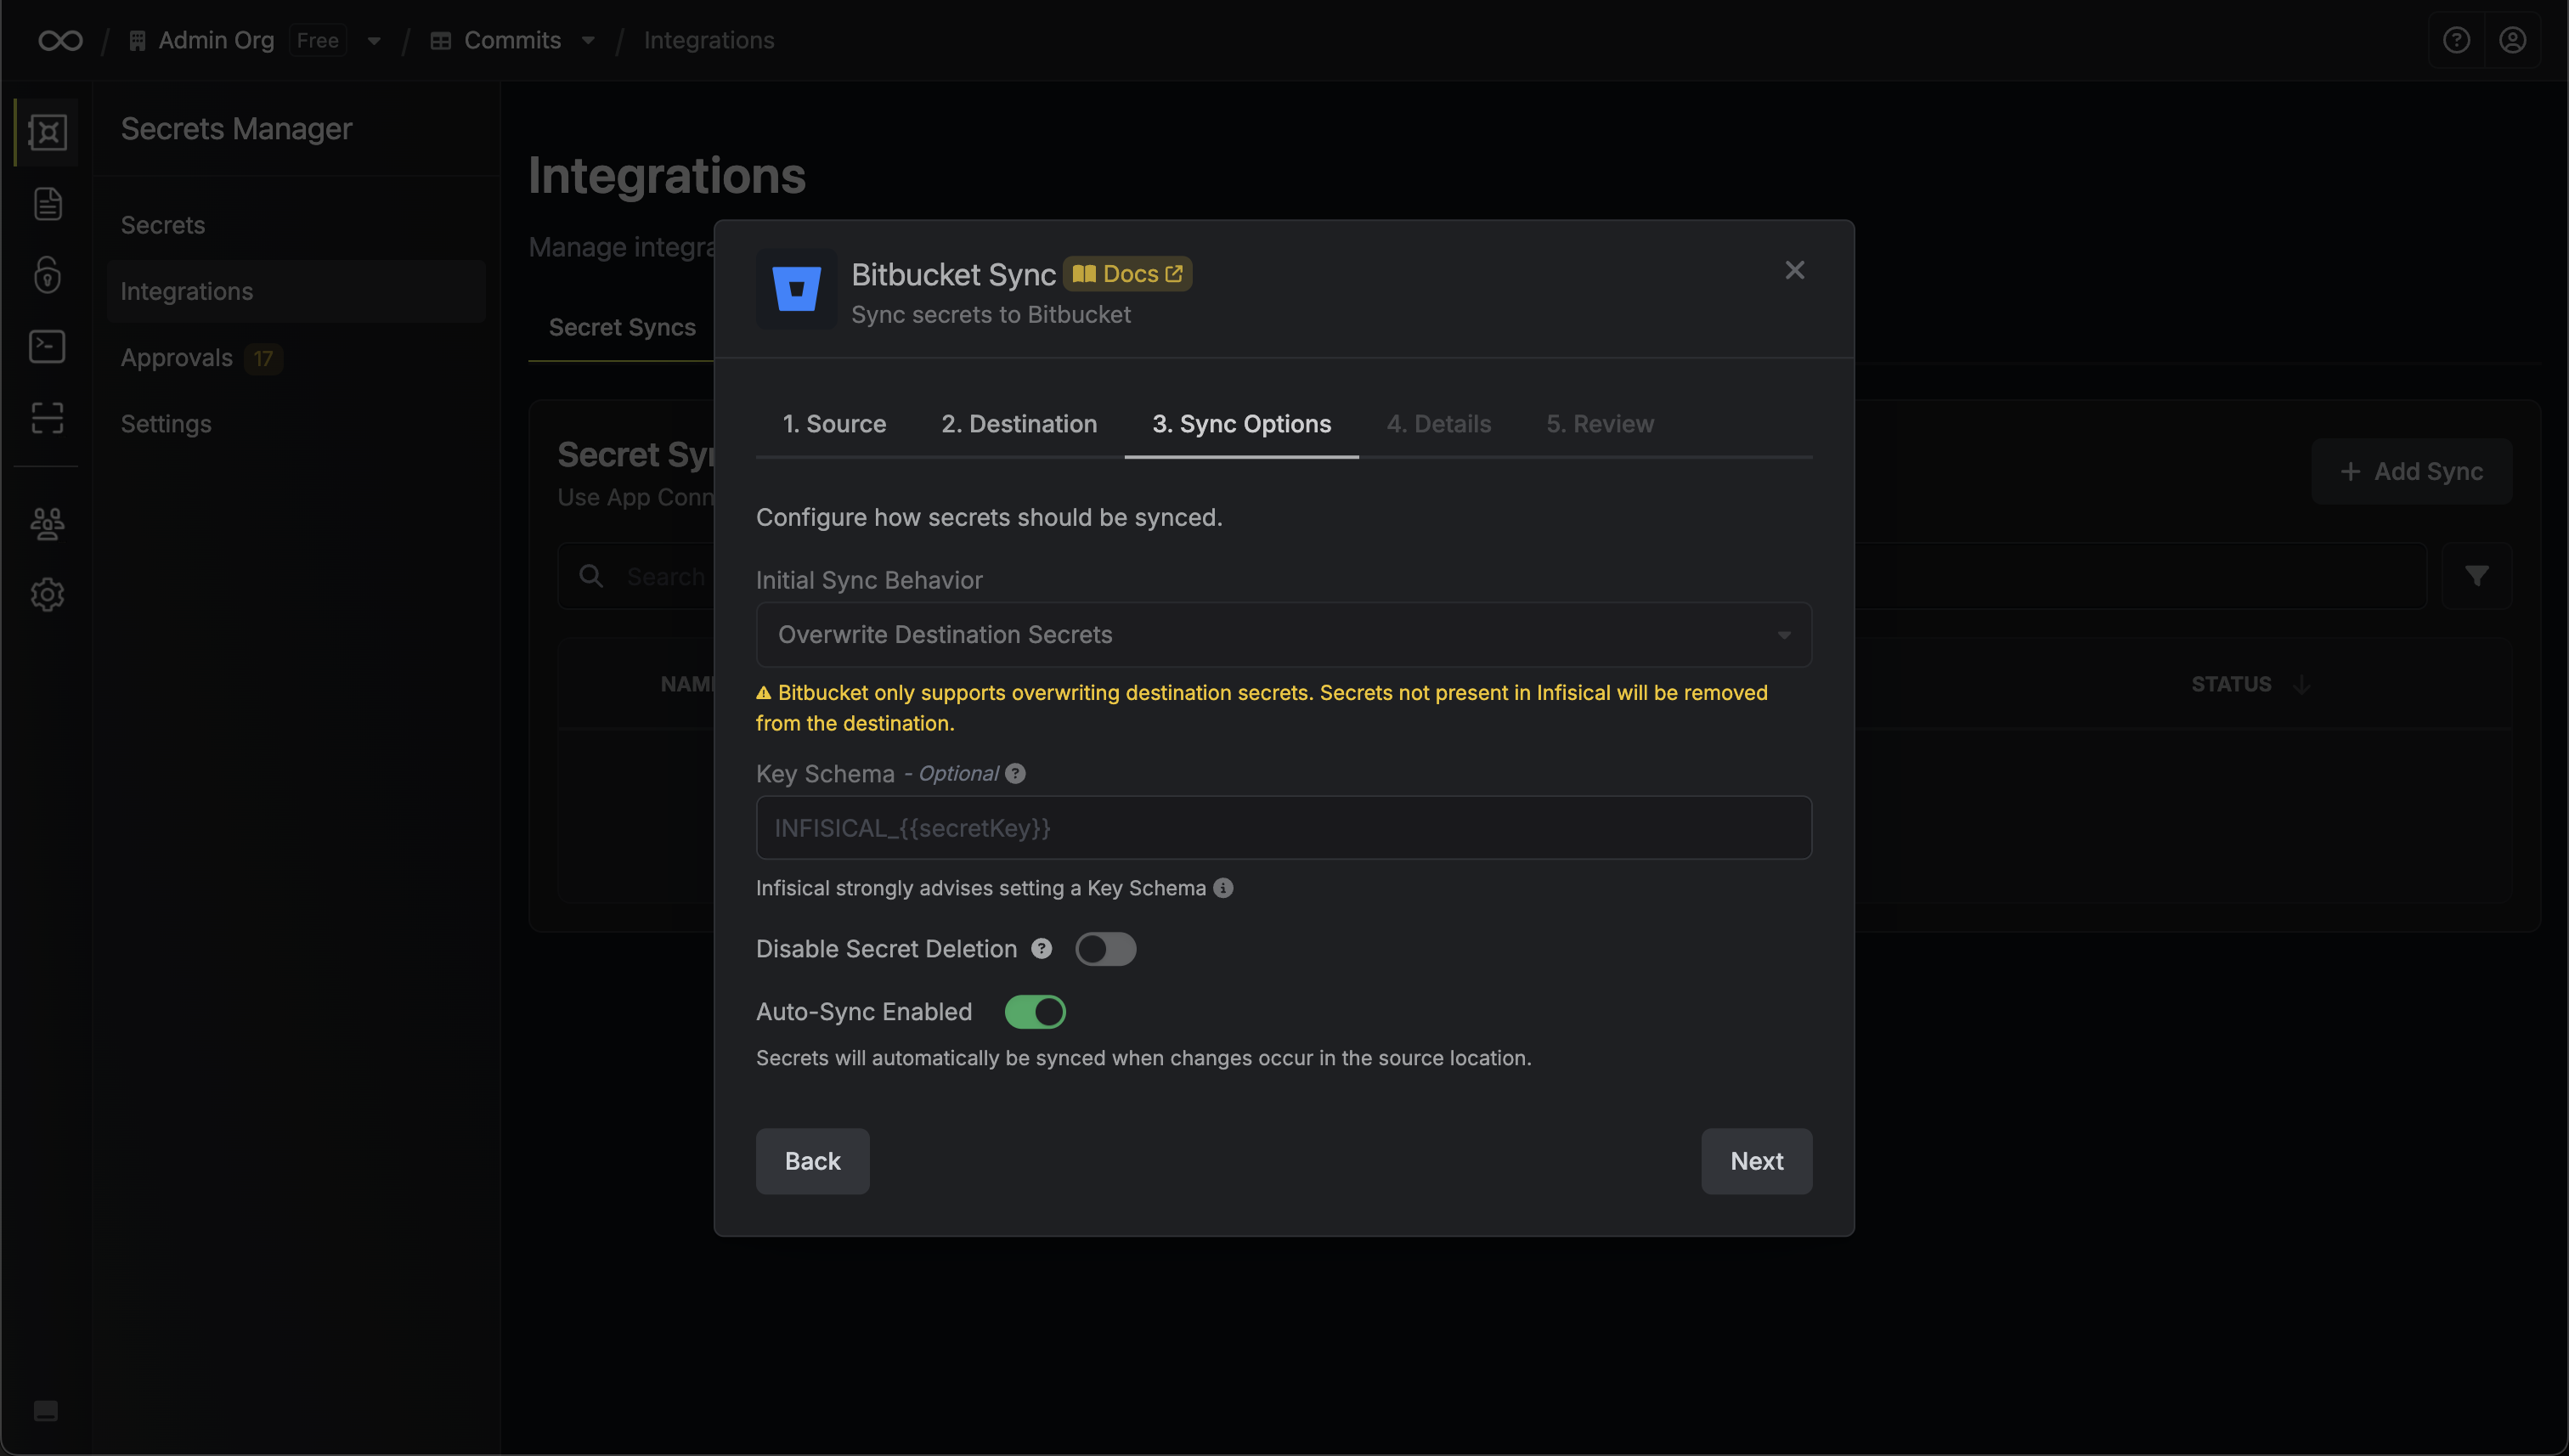 Admin Org Free
Commits
Integrations
Secrets Manager
Secrets
Integrations
Approvals 17
Settings
Integrations
Manage integra
Secret Syncs
Secret Syn
Use App Conn
Add Sync
Search
NAM
STATUS
Bitbucket Sync Docs
Sync secrets to Bitbucket
1. Source 2. Destination 3. Sync Options 4. Details 5. Review
Configure how secrets should be synced.
Initial Sync Behavior
Overwrite Destination Secrets
Bitbucket only supports overwriting destination secrets. Secrets not present in Infisical will be removed
from the destination.
Key Schema - Optional
INFISICAL_{{secretKey}}
Infisical strongly advises setting a Key Schema
Disable Secret Deletion
Auto-Sync Enabled
Secrets will automatically be synced when changes occur in the source location.
Back
Next